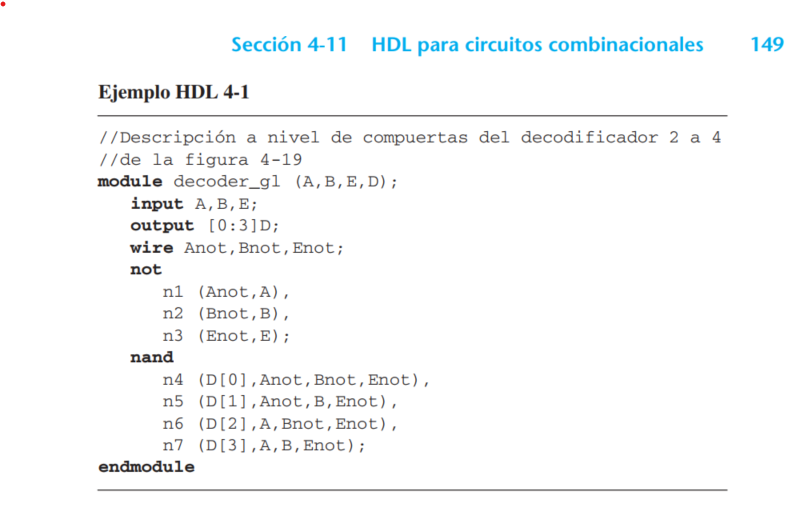 Sección 4-11 HDL para circuitos combinacionales 149
Ejemplo HDL 4-1
//Descripción a nivel de compuertas del decodificador 2 a 4
//de la figura 4-19
module decoder_gl (A,B,E,D);
input A,B,E;
output [0:3]D;
wire Anot,Bnot,Enot;
not
n1 (Anot,A),
n2 (Bnot,B),
n3 (Enot,E);
nand
n4 (D[0],Anot,Bnot,Enot),
n5 (D[1],Anot,B,Enot),
n6 (D[2],A,Bnot,Enot),
n7 (D[3],A,B,Enot);
endmodule